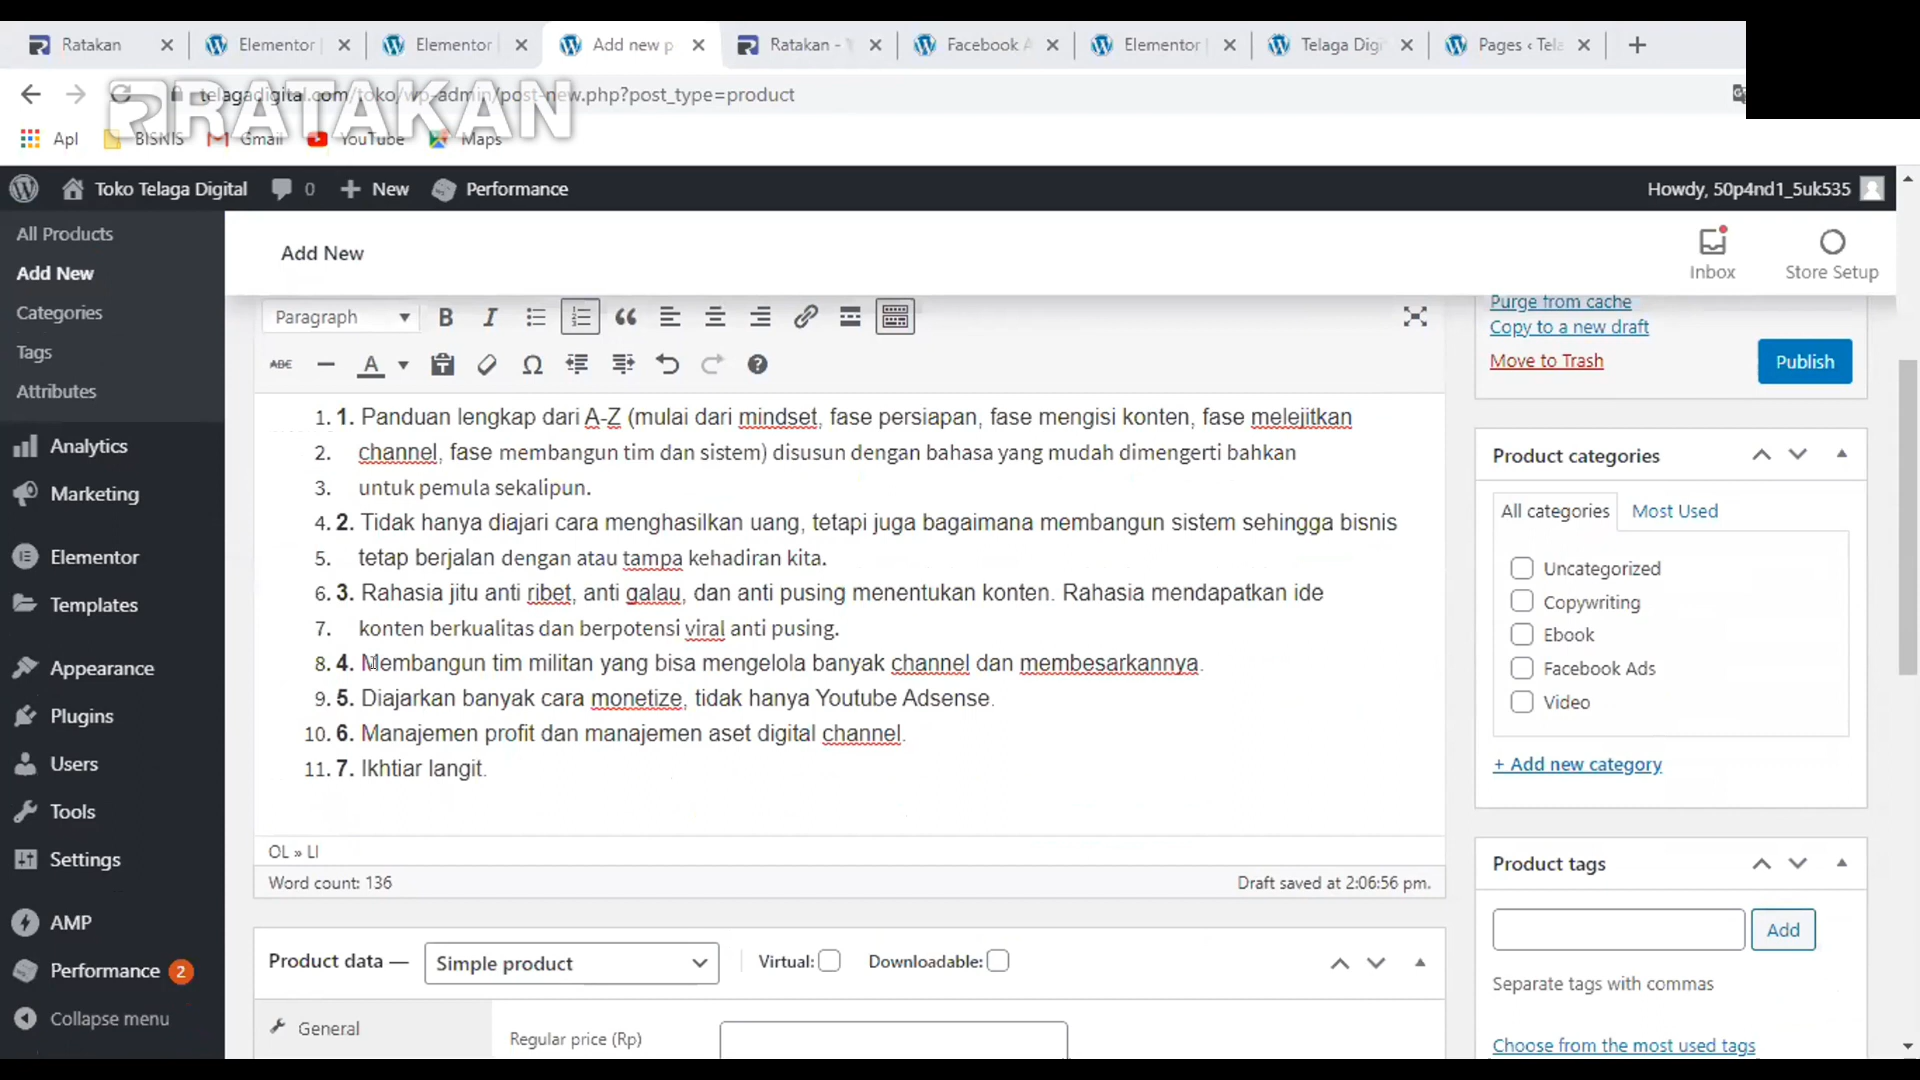 Ratakan
Elementor
Elementor
Add new p
Ratakan -
Facebook A
Elementor
Telaga Digi
Pages ‹ Tela
telagadigital.com/toko/wp-admin/post-new.php?post_type=product
RATAKAN
Apl
BISNIS
Gmail
YouTube
Maps
Toko Telaga Digital
0
New
Performance
Howdy, 50p4nd1_5uk535
All Products
Add New
Categories
Tags
Attributes
Analytics
Marketing
Elementor
Templates
Appearance
Plugins
Users
Tools
Settings
AMP
Performance 2
Collapse menu
Add New
Inbox
Store Setup
Paragraph
B I
ABC
A
1. 1. Panduan lengkap dari A-Z (mulai dari mindset, fase persiapan, fase mengisi konten, fase melejitkan
2. channel, fase membangun tim dan sistem) disusun dengan bahasa yang mudah dimengerti bahkan
3. untuk pemula sekalipun.
4. 2. Tidak hanya diajari cara menghasilkan uang, tetapi juga bagaimana membangun sistem sehingga bisnis
5. tetap berjalan dengan atau tampa kehadiran kita.
6. 3. Rahasia jitu anti ribet, anti galau, dan anti pusing menentukan konten. Rahasia mendapatkan ide
7. konten berkualitas dan berpotensi viral anti pusing.
8. 4. Membangun tim militan yang bisa mengelola banyak channel dan membesarkannya.
9. 5. Diajarkan banyak cara monetize, tidak hanya Youtube Adsense.
10. 6. Manajemen profit dan manajemen aset digital channel.
11. 7. Ikhtiar langit.
OL » LI
Word count: 136
Draft saved at 2:06:56 pm.
Product data —
Simple product
Virtual:
Downloadable:
General
Regular price (Rp)
Purge from cache
Copy to a new draft
Move to Trash
Publish
Product categories
All categories
Most Used
Uncategorized
Copywriting
Ebook
Facebook Ads
Video
+ Add new category
Product tags
Add
Separate tags with commas
Choose from the most used tags